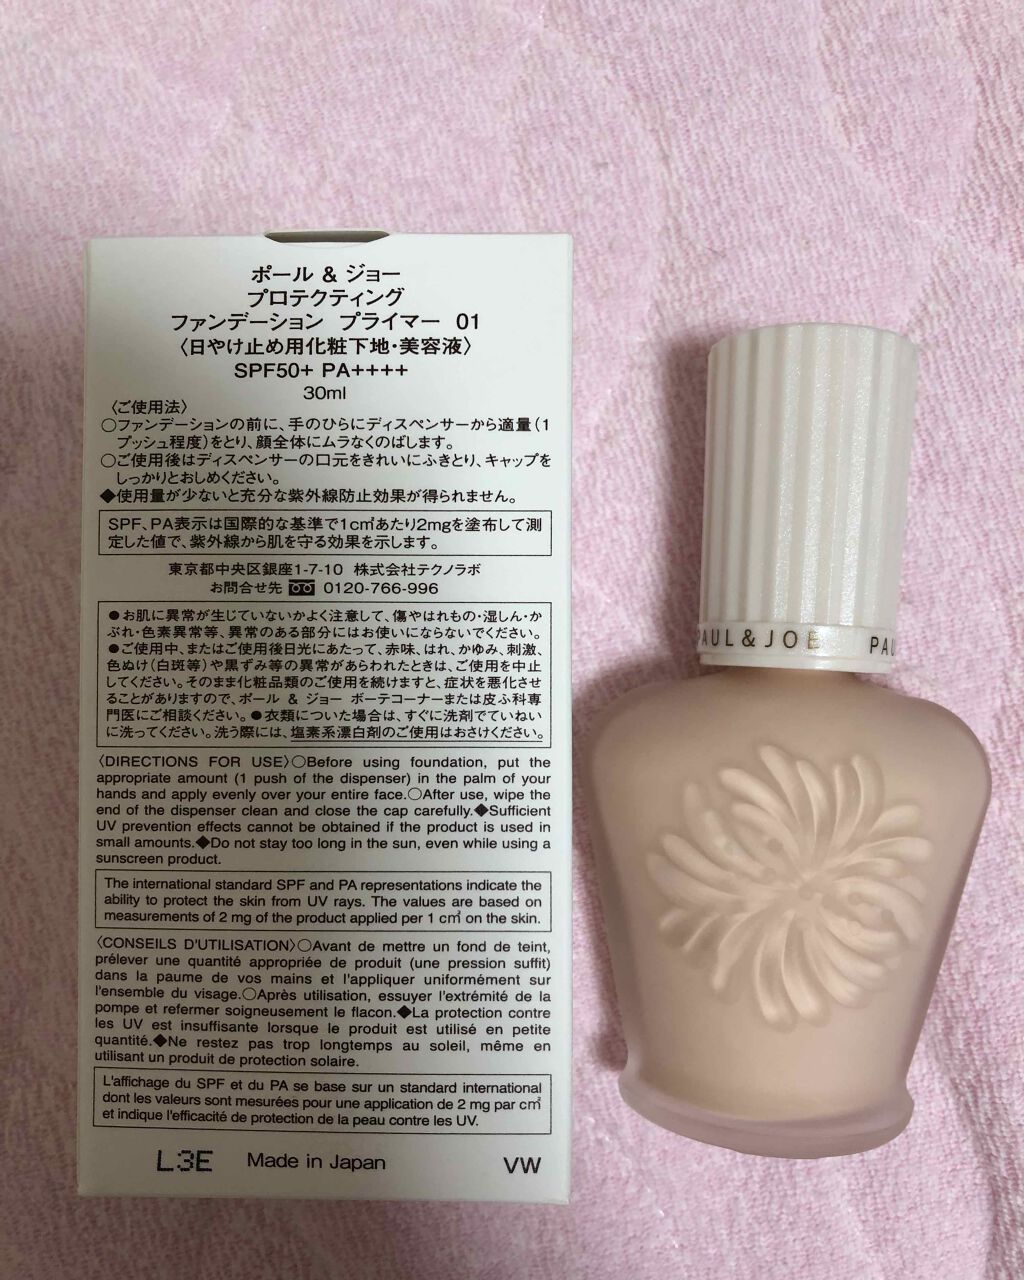 ポール & ジョー
プロテクティング
ファンデーション プライマー 01
〈日やけ止め用化粧下地・美容液〉
SPF50+ PA++++
30ml
〈ご使用法〉
○ファンデーションの前に、手のひらにディスペンサーから適量(1
プッシュ程度)をとり、顔全体にムラなくのばします。
○ご使用後はディスペンサーの口元をきれいにふきとり、キャップを
しっかりとおしめください。
◆使用量が少ないと充分な紫外線防止効果が得られません。
SPF、PA表示は国際的な基準で1c㎡あたり2mgを塗布して測
定した値で、紫外線から肌を守る効果を示します。
東京都中央区銀座1-7-10 株式会社テクノラボ
お問合せ先 0120-766-996
●お肌に異常が生じていないかよく注意して、傷やはれもの・湿しん・か
ぶれ・色素異常等、異常のある部分にはお使いにならないでください。
●ご使用中、またはご使用後日光にあたって、赤味、はれ、かゆみ、刺激、
色ぬけ(白斑等)や黒ずみ等の異常があらわれたときは、ご使用を中止
してください。そのまま化粧品類のご使用を続けますと、症状を悪化させ
ることがありますので、ポール & ジョー ボーテコーナーまたは皮ふ科専
門医にご相談ください。●衣類についた場合は、すぐに洗剤でていねい
に洗ってください。洗う際には、塩素系漂白剤のご使用はおさけください。
〈DIRECTIONS FOR USE〉○Before using foundation, put the
appropriate amount (1 push of the dispenser) in the palm of your
hands and apply evenly over your entire face.○After use, wipe the
end of the dispenser clean and close the cap carefully.◆Sufficient
UV prevention effects cannot be obtained if the product is used in
small amounts.◆Do not stay too long in the sun, even while using a
sunscreen product.
The international standard SPF and PA representations indicate the
ability to protect the skin from UV rays. The values are based on
measurements of 2 mg of the product applied per 1 c㎡ on the skin.
〈CONSEILS D'UTILISATION〉○Avant de mettre un fond de teint,
prélever une quantité appropriée de produit (une pression suffit)
dans la paume de vos mains et l'appliquer uniformément sur
l'ensemble du visage.○Après utilisation, essuyer l'extrémité de la
pompe et refermer soigneusement le flacon.◆La protection contre
les UV est insuffisante lorsque le produit est utilisé en petite
quantité.◆Ne restez pas trop longtemps au soleil, même en
utilisant un produit de protection solaire.
L'affichage du SPF et du PA se base sur un standard international
dont les valeurs sont mesurées pour une application de 2 mg par c㎡
et indique l'efficacité de protection de la peau contre les UV.
L3E Made in Japan VW
PAUL & JOE PAU